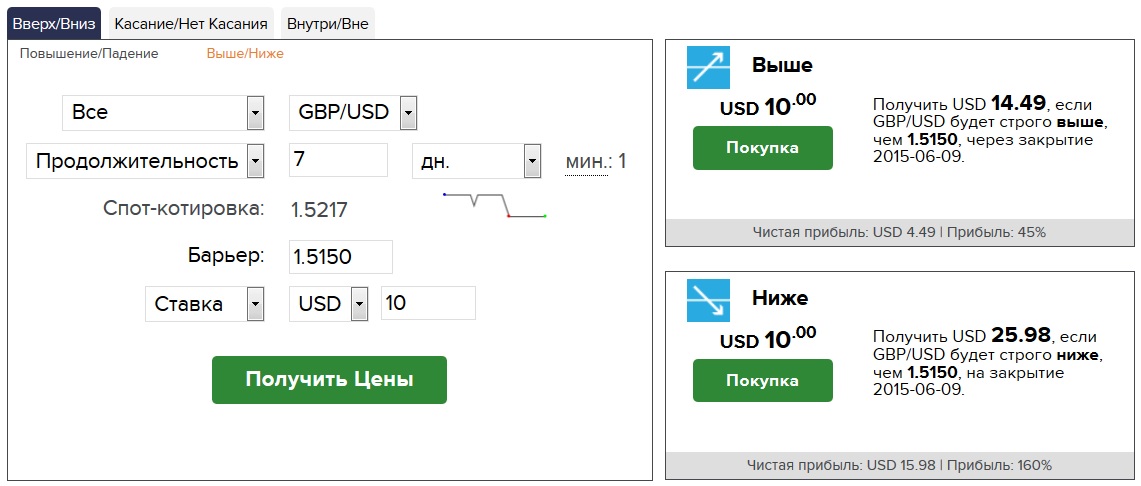 Вверх/Вниз
Касание/Нет Касания
Внутри/Вне
Повышение/Падение
Выше/Ниже
Все
GBP/USD
Продолжительность
7
дн.
мин.: 1
Спот-котировка:
1.5217
Барьер:
1.5150
Ставка
USD
10
Получить Цены
Выше
USD 10.00
Покупка
Получить USD 14.49, если
GBP/USD будет строго выше,
чем 1.5150, через закрытие
2015-06-09.
Чистая прибыль: USD 4.49 | Прибыль: 45%
Ниже
USD 10.00
Покупка
Получить USD 25.98, если
GBP/USD будет строго ниже,
чем 1.5150, на закрытие
2015-06-09.
Чистая прибыль: USD 15.98 | Прибыль: 160%